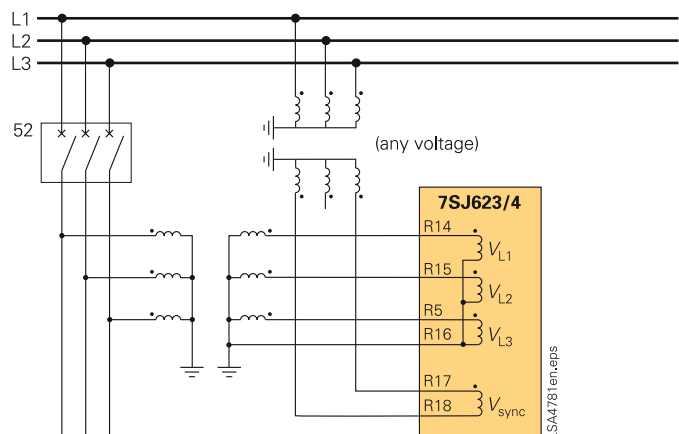 L1
L2
L3
52
(any voltage)
7SJ623/4
R14
VL1
R15
VL2
R5
R16
VL3
R17
R18
Vsync
LSA4781en.eps